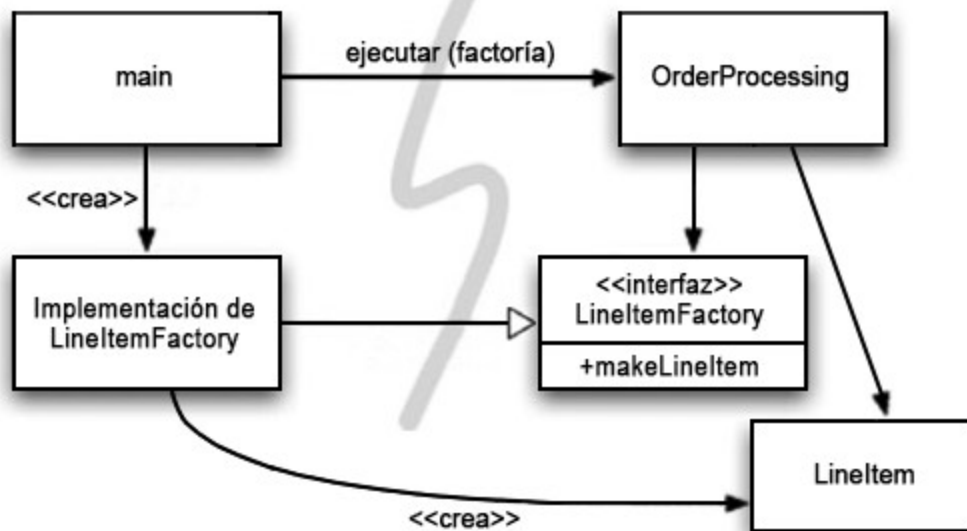 main
ejecutar (factoría)
OrderProcessing
<<crea>>
Implementación de
LineItemFactory
<<interfaz>>
LineItemFactory
+makeLineItem
LineItem
<<crea>>